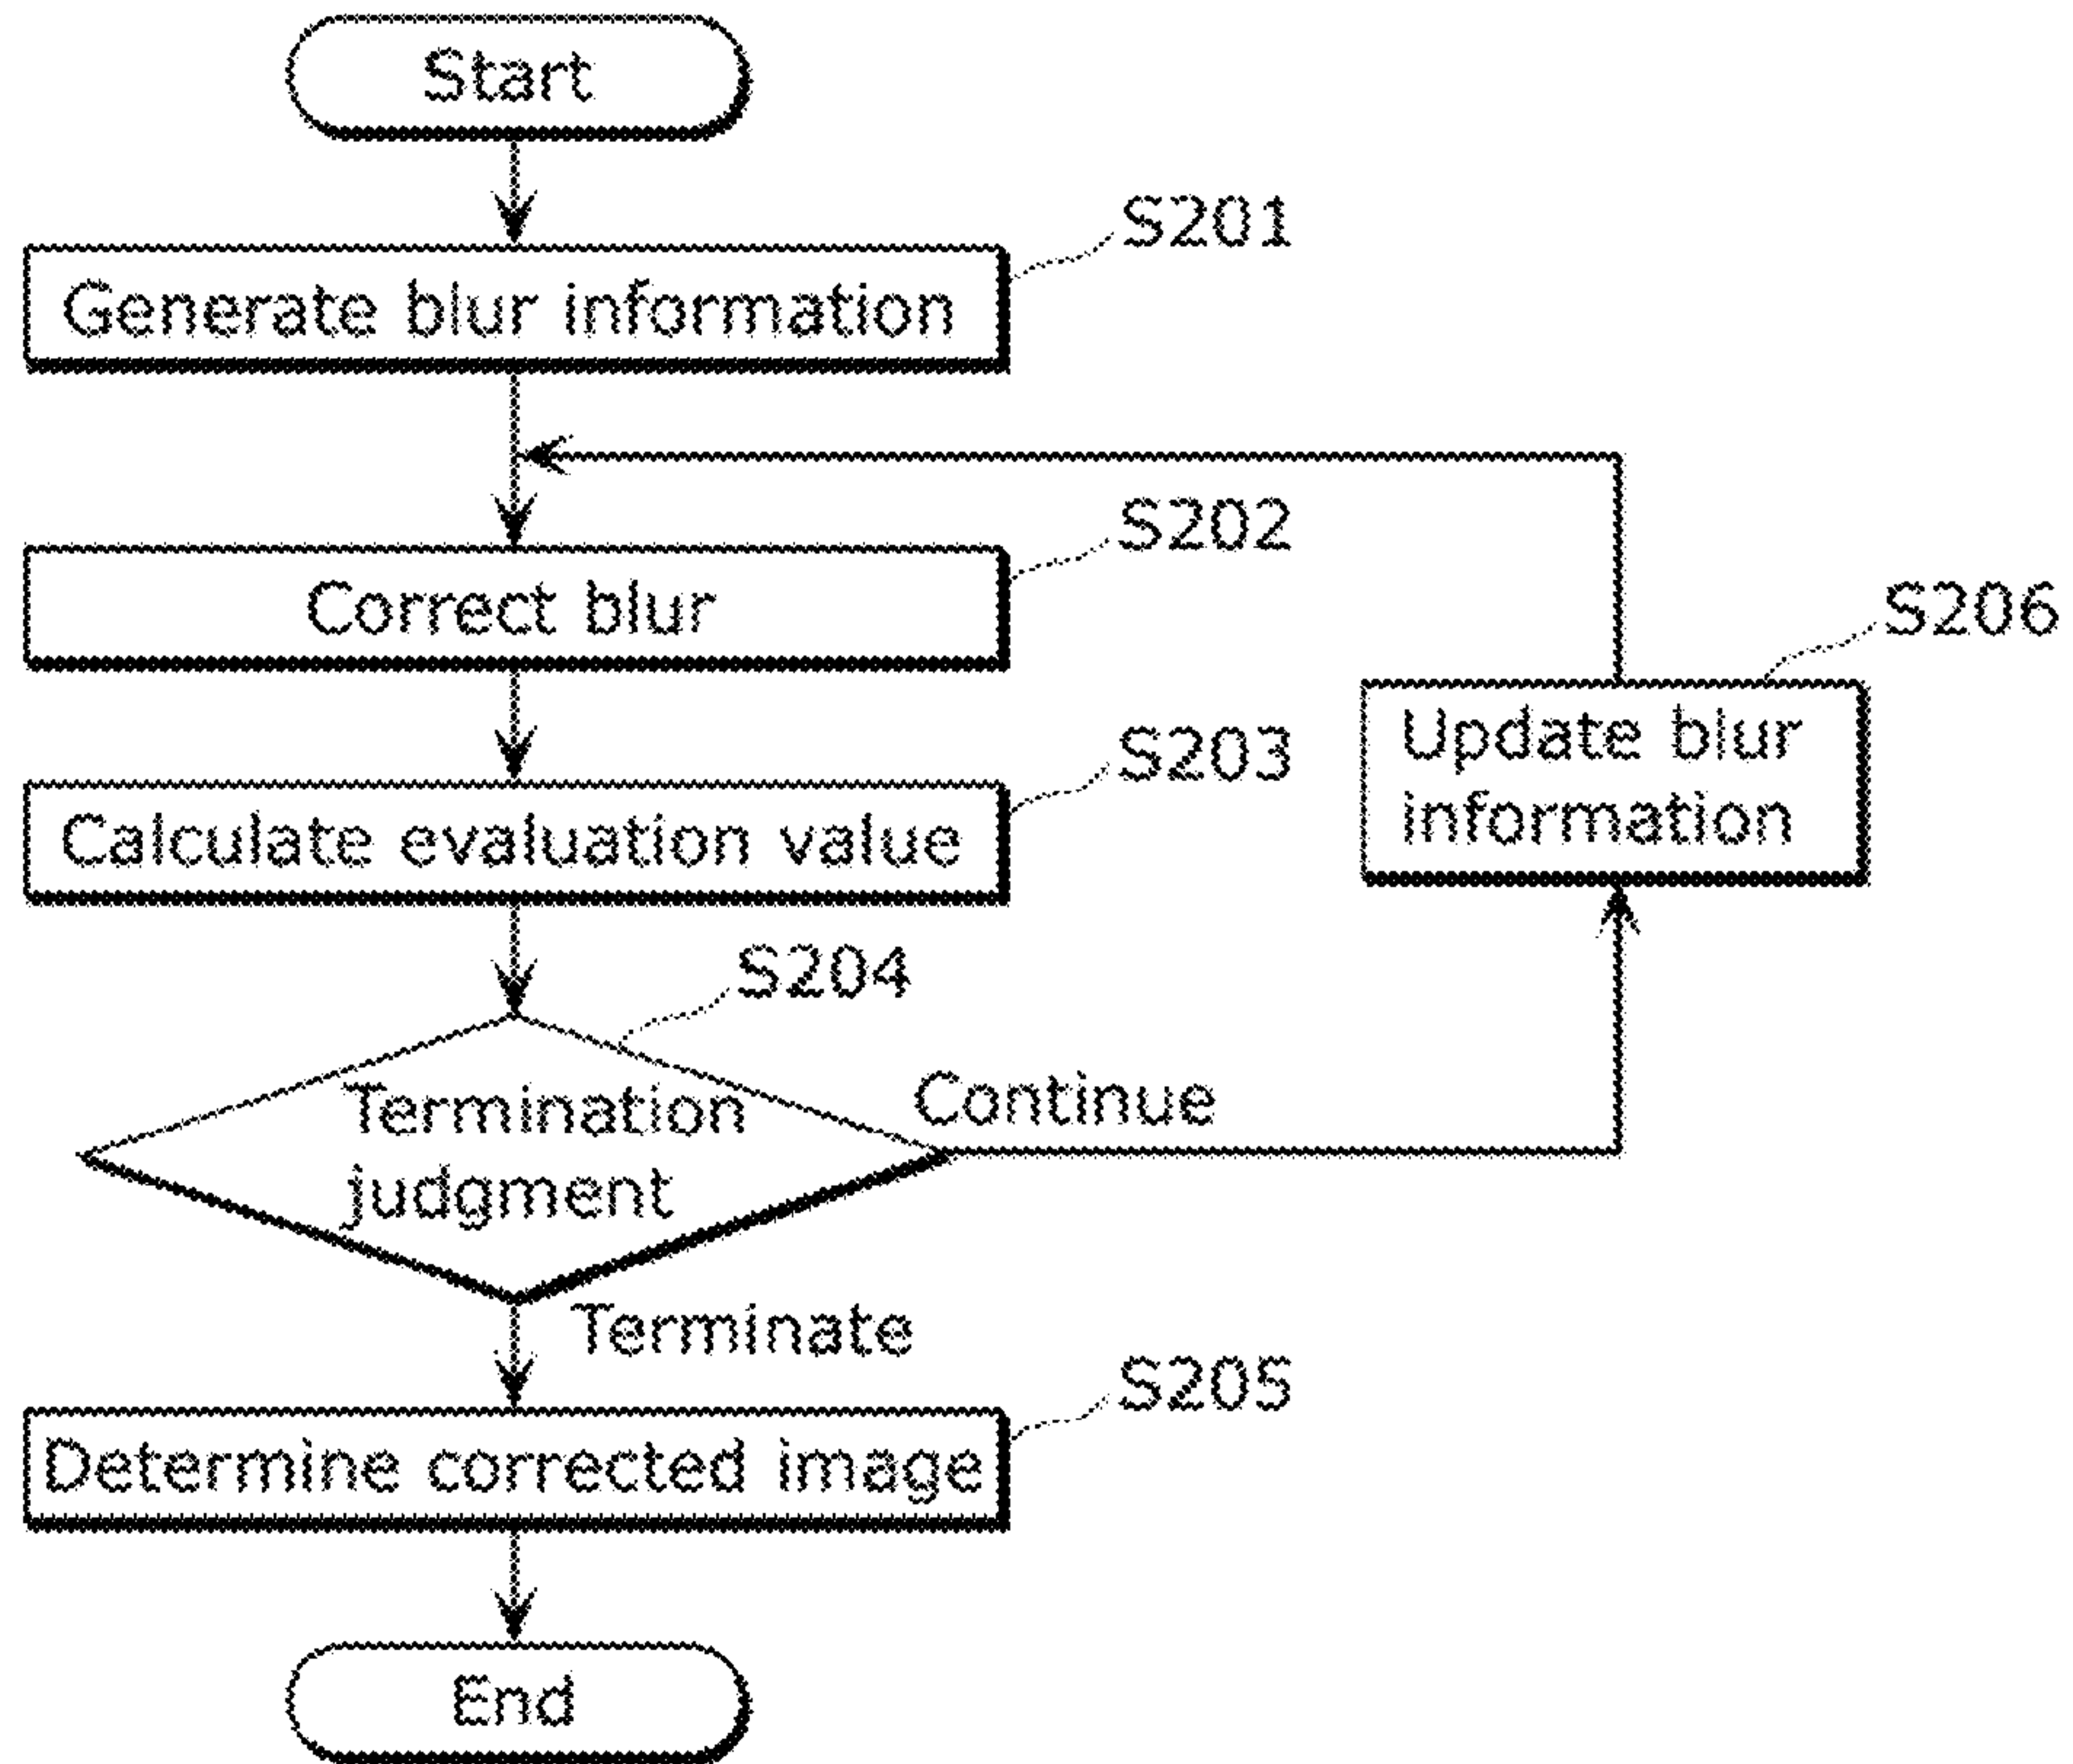 Start
S201
Generate blur information
S202
Correct blur
S206
Update blur
information
S203
Calculate evaluation value
S204
Termination
judgment
Continue
Terminate
S205
Determine corrected image
End